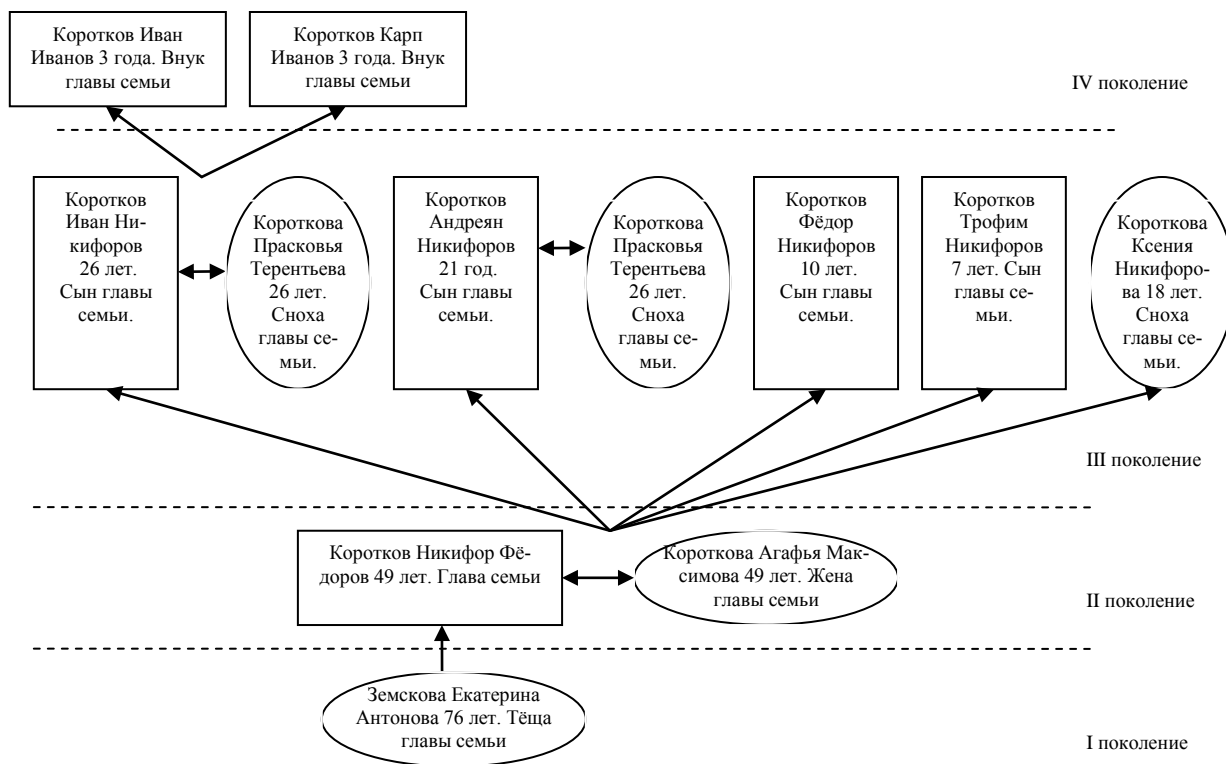 Коротков Иван
Иванов 3 года. Внук
главы семьи
Коротков Карп
Иванов 3 года. Внук
главы семьи
IV поколение
Коротков
Иван Ни-
кифоров
26 лет.
Сын главы
семьи.
Короткова
Прасковья
Терентьева
26 лет.
Сноха
главы се-
мьи.
Коротков
Андреян
Никифоров
21 год.
Сын главы
семьи.
Короткова
Прасковья
Терентьева
26 лет.
Сноха
главы се-
мьи.
Коротков
Фёдор
Никифоров
10 лет.
Сын главы
семьи.
Коротков
Трофим
Никифоров
7 лет. Сын
главы се-
мьи.
Короткова
Ксения
Никифоро-
ва 18 лет.
Сноха
главы се-
мьи.
III поколение
Коротков Никифор Фё-
доров 49 лет. Глава семьи
Короткова Агафья Мак-
симова 49 лет. Жена
главы семьи
II поколение
Земскова Екатерина
Антонова 76 лет. Тёща
главы семьи
I поколение